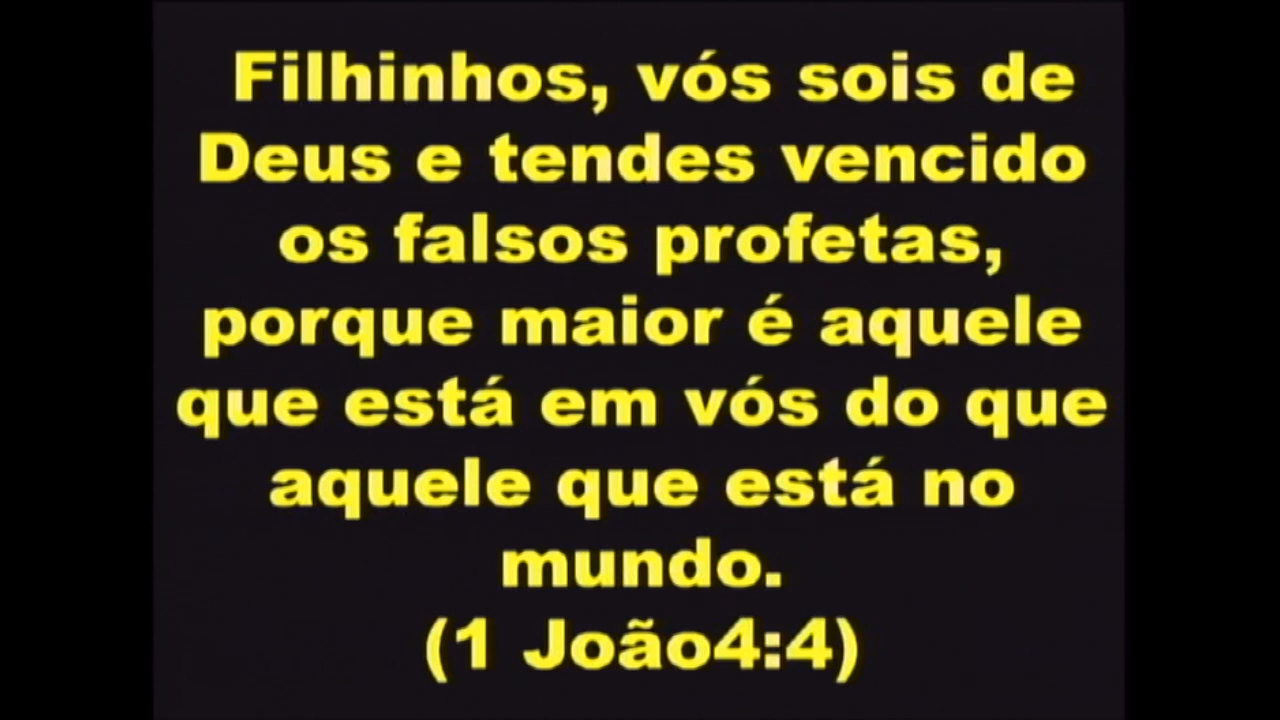 Filhinhos, vós sois de
Deus e tendes vencido
os falsos profetas,
porque maior é aquele
que está em vós do que
aquele que está no
mundo.
(1 João4:4)